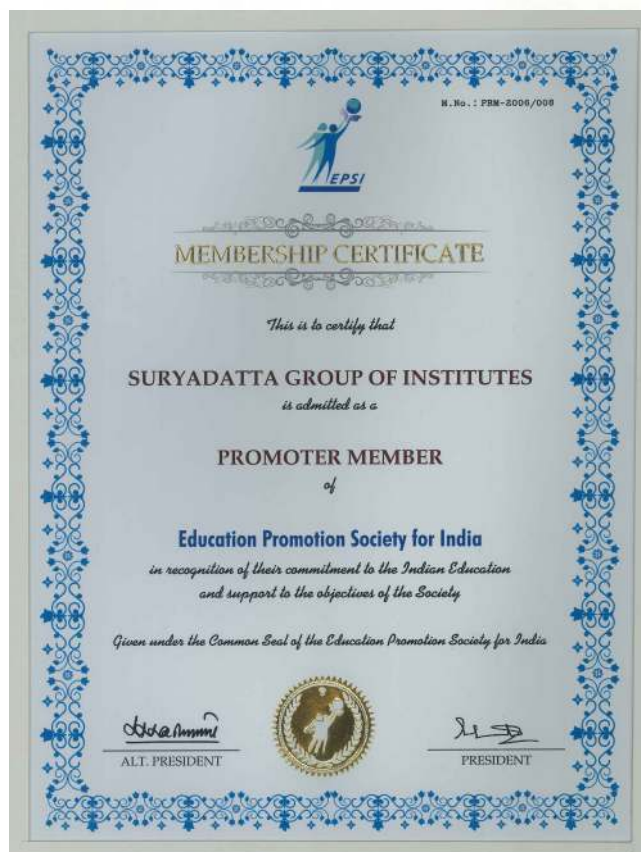 M.No.: PRM-2006/008
EPSI
MEMBERSHIP CERTIFICATE
This is to certify that
SURYADATTA GROUP OF INSTITUTES
is admitted as a
PROMOTER MEMBER
of
Education Promotion Society for India
in recognition of their commitment to the Indian Education
and support to the objectives of the Society
Given under the Common Seal of the Education Promotion Society for India
ALT. PRESIDENT
PRESIDENT